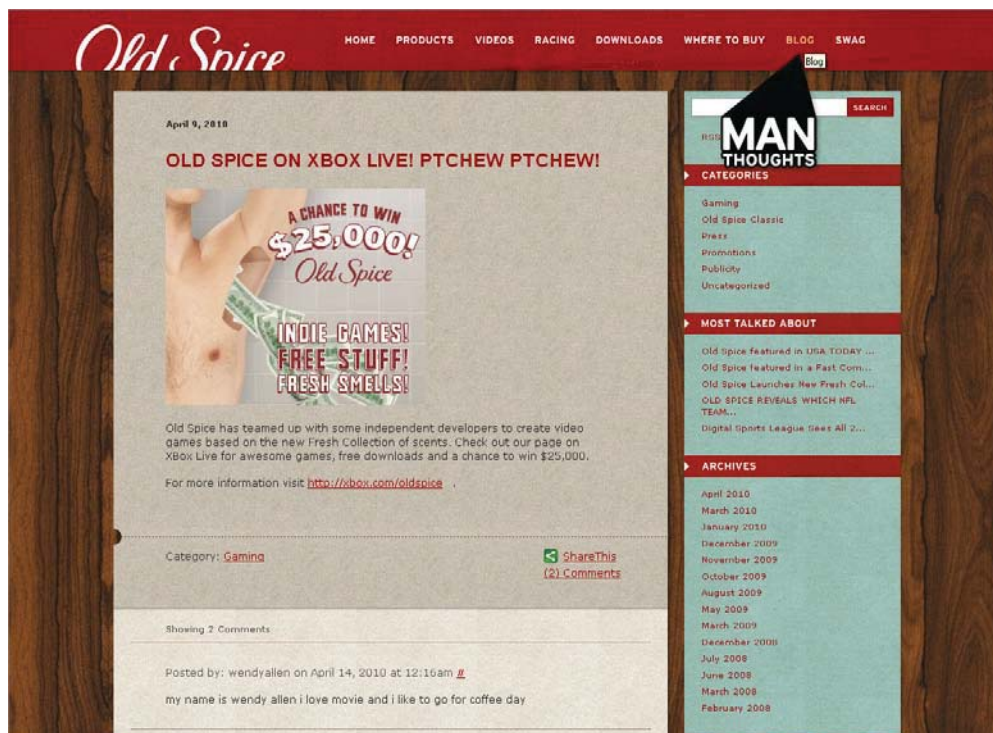 Old Spice
HOME PRODUCTS VIDEOS RACING DOWNLOADS WHERE TO BUY BLOG SWAG
Blog
MAN
THOUGHTS
April 9, 2010
OLD SPICE ON XBOX LIVE! PTCHEW PTCHEW!
A CHANCE TO WIN
$25,000!
Old Spice
INDIE GAMES!
FREE STUFF!
FRESH SMELLS!
Old Spice has teamed up with some independent developers to create video
games based on the new Fresh Collection of scents. Check out our page on
XBox Live for awesome games, free downloads and a chance to win $25,000.
For more information visit http://xbox.com/oldspice .
Category: Gaming
ShareThis
(2) Comments
Showing 2 Comments
Posted by: wendyallen on April 14, 2010 at 12:16am #
my name is wendy allen i love movie and i like to go for coffee day
SEARCH
RSS
CATEGORIES
Gaming
Old Spice Classic
Press
Promotions
Publicity
Uncategorized
MOST TALKED ABOUT
Old Spice featured in USA TODAY ...
Old Spice featured in a Fast Com...
Old Spice Launches New Fresh Col...
OLD SPICE REVEALS WHICH NFL
TEAM...
Digital Sports League Sees All 2...
ARCHIVES
April 2010
March 2010
January 2010
December 2009
November 2009
October 2009
August 2009
May 2009
March 2009
December 2008
July 2008
June 2008
March 2008
February 2008